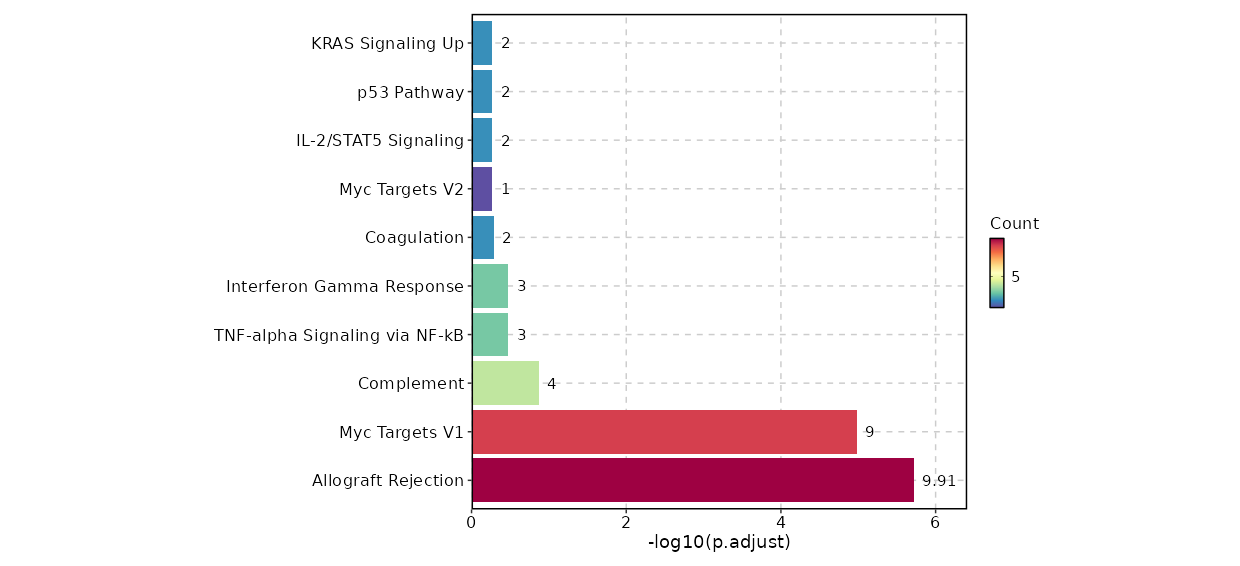 KRAS Signaling Up 2
p53 Pathway 2
IL-2/STAT5 Signaling 2
Myc Targets V2 1
Coagulation 2
Interferon Gamma Response 3
TNF-alpha Signaling via NF-kB 3
Complement 4
Myc Targets V1 9
Allograft Rejection 9.91
0 2 4 6
-log10(p.adjust)
Count
5